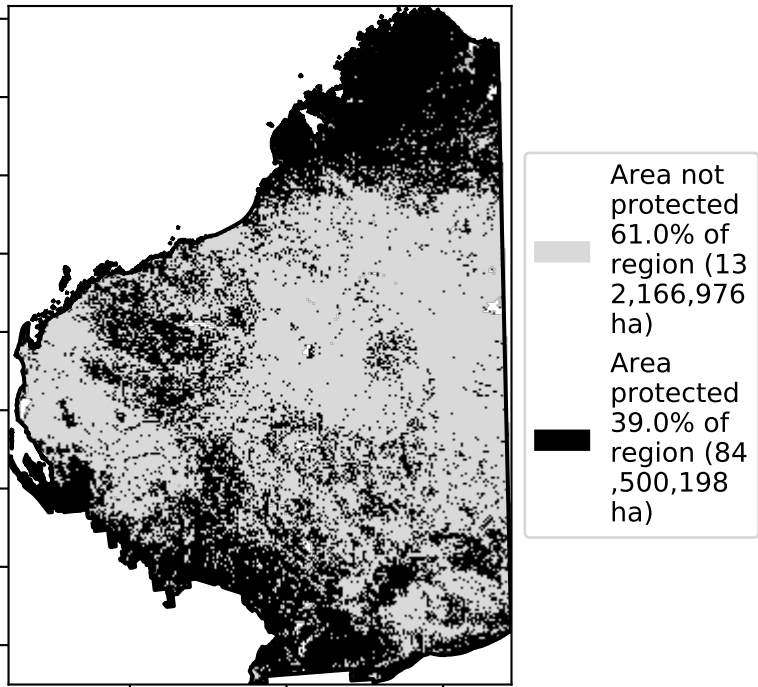 Area not
protected
61.0% of
region (13
2,166,976
ha)
Area
protected
39.0% of
region (84
,500,198
ha)